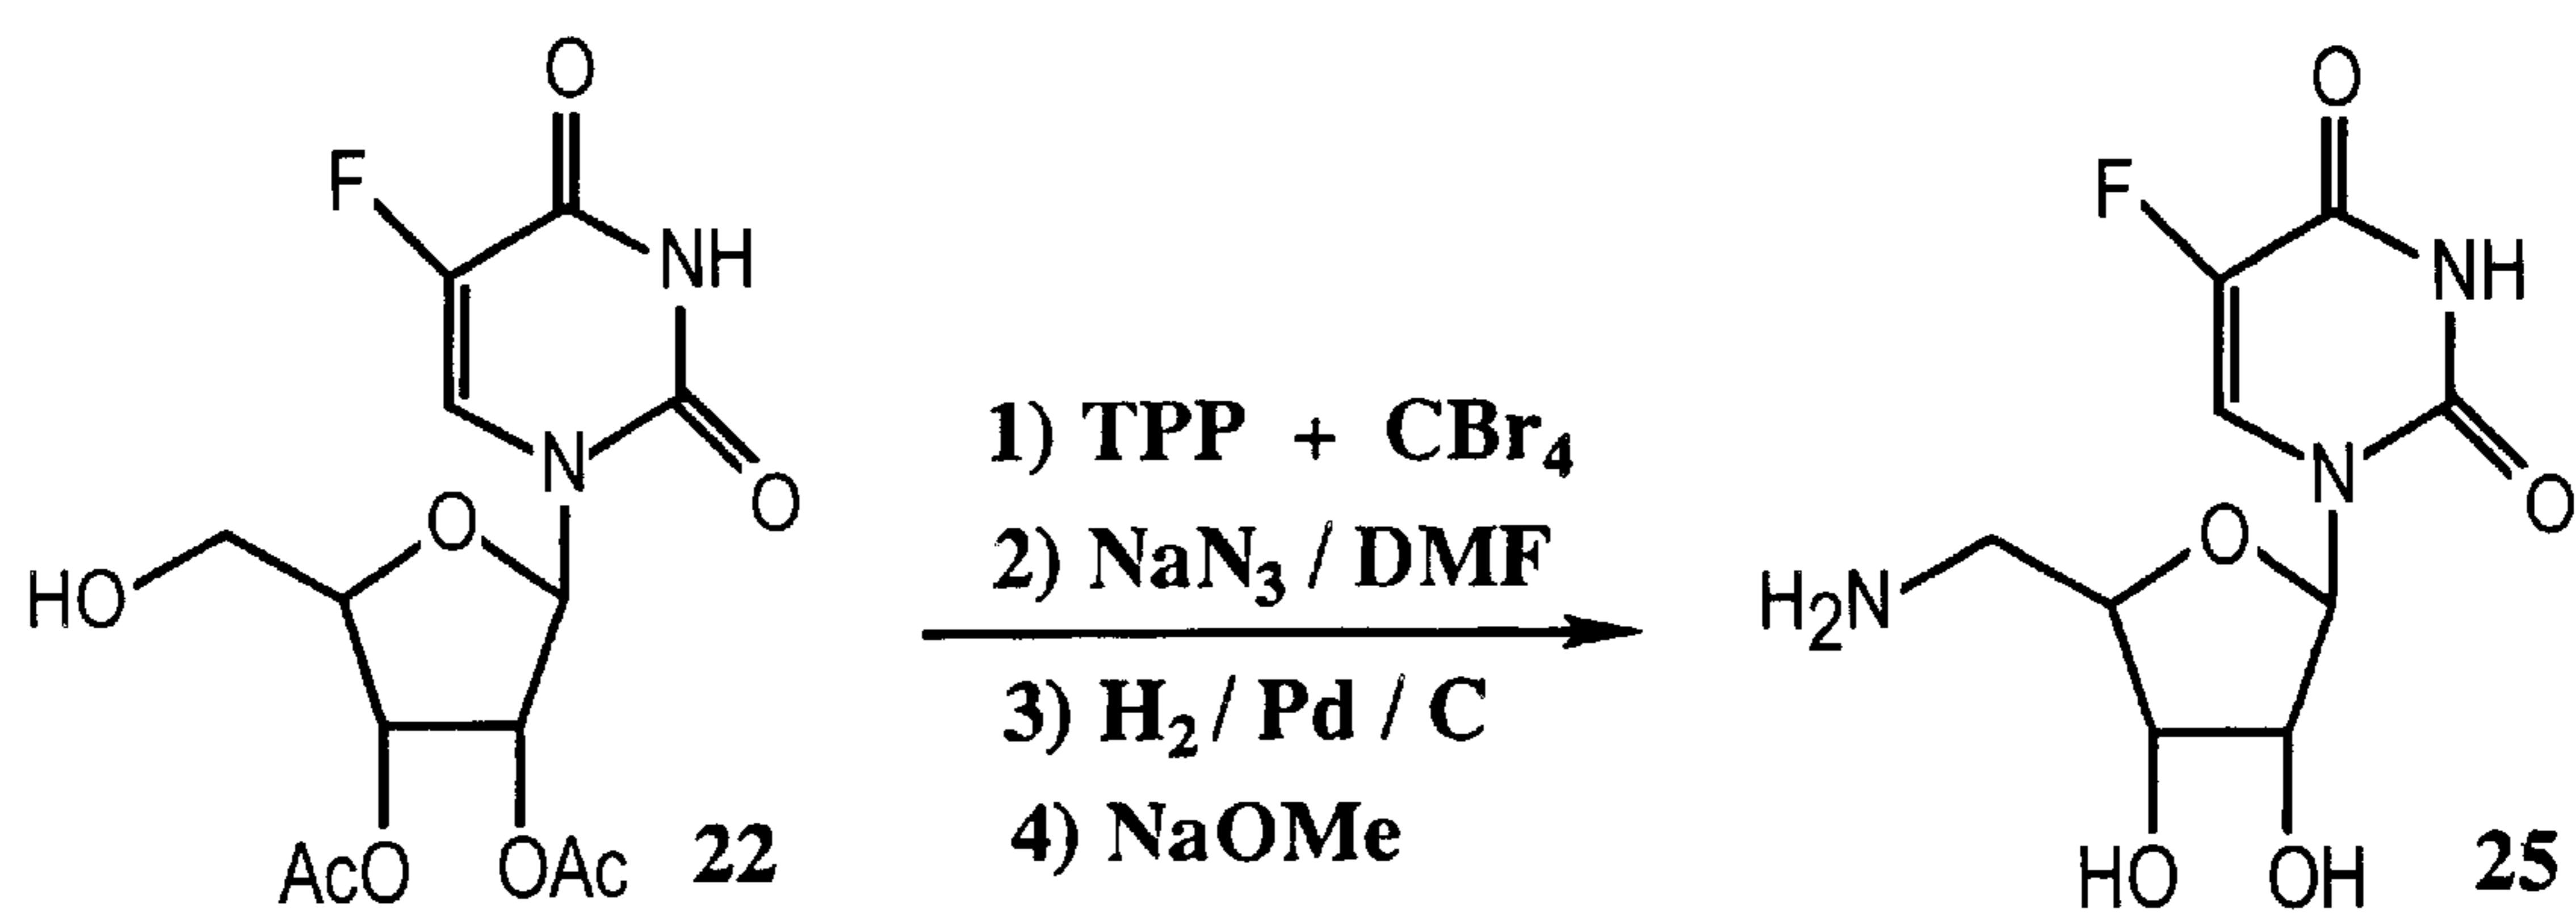 O
F
NH
N
O
O
HO
AcO
OAc
22
1) TPP + CBr₄
2) NaN₃ / DMF
3) H₂ / Pd / C
4) NaOMe
O
F
NH
N
O
O
H₂N
HO
OH
25